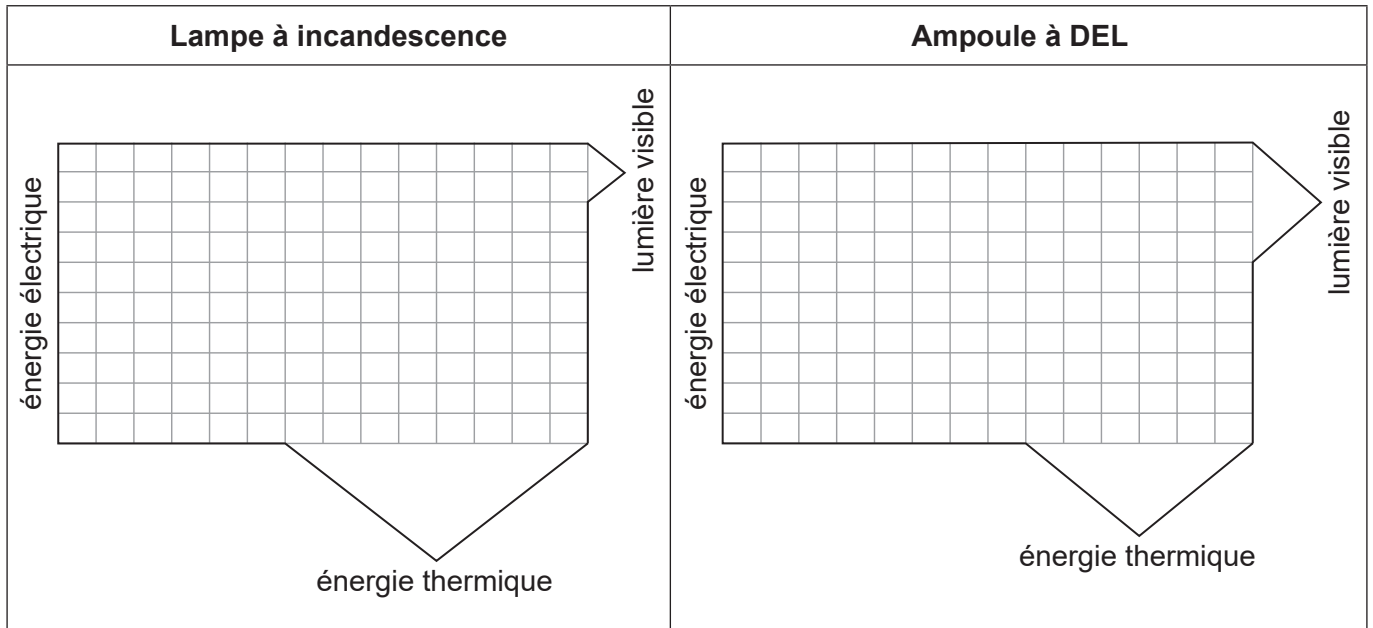 Lampe à incandescence
Ampoule à DEL
énergie électrique
lumière visible
énergie thermique
énergie électrique
lumière visible
énergie thermique